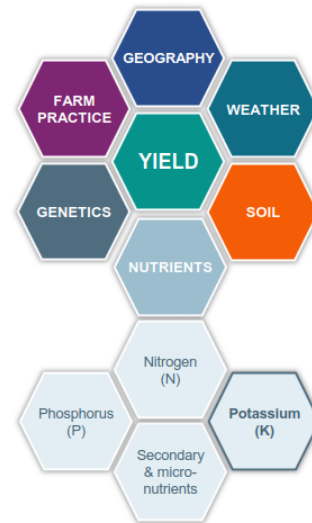 GEOGRAPHY
FARM
PRACTICE
WEATHER
YIELD
GENETICS
SOIL
NUTRIENTS
Nitrogen
(N)
Phosphorus
(P)
Potassium
(K)
Secondary
& micro-
nutrients